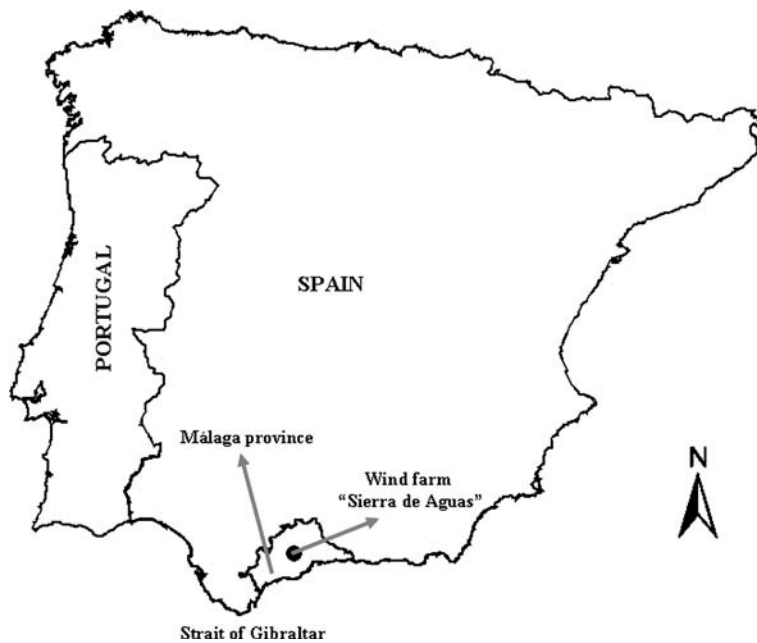 PORTUGAL
SPAIN
Málaga province
Wind farm
“Sierra de Aguas”
N
Strait of Gibraltar